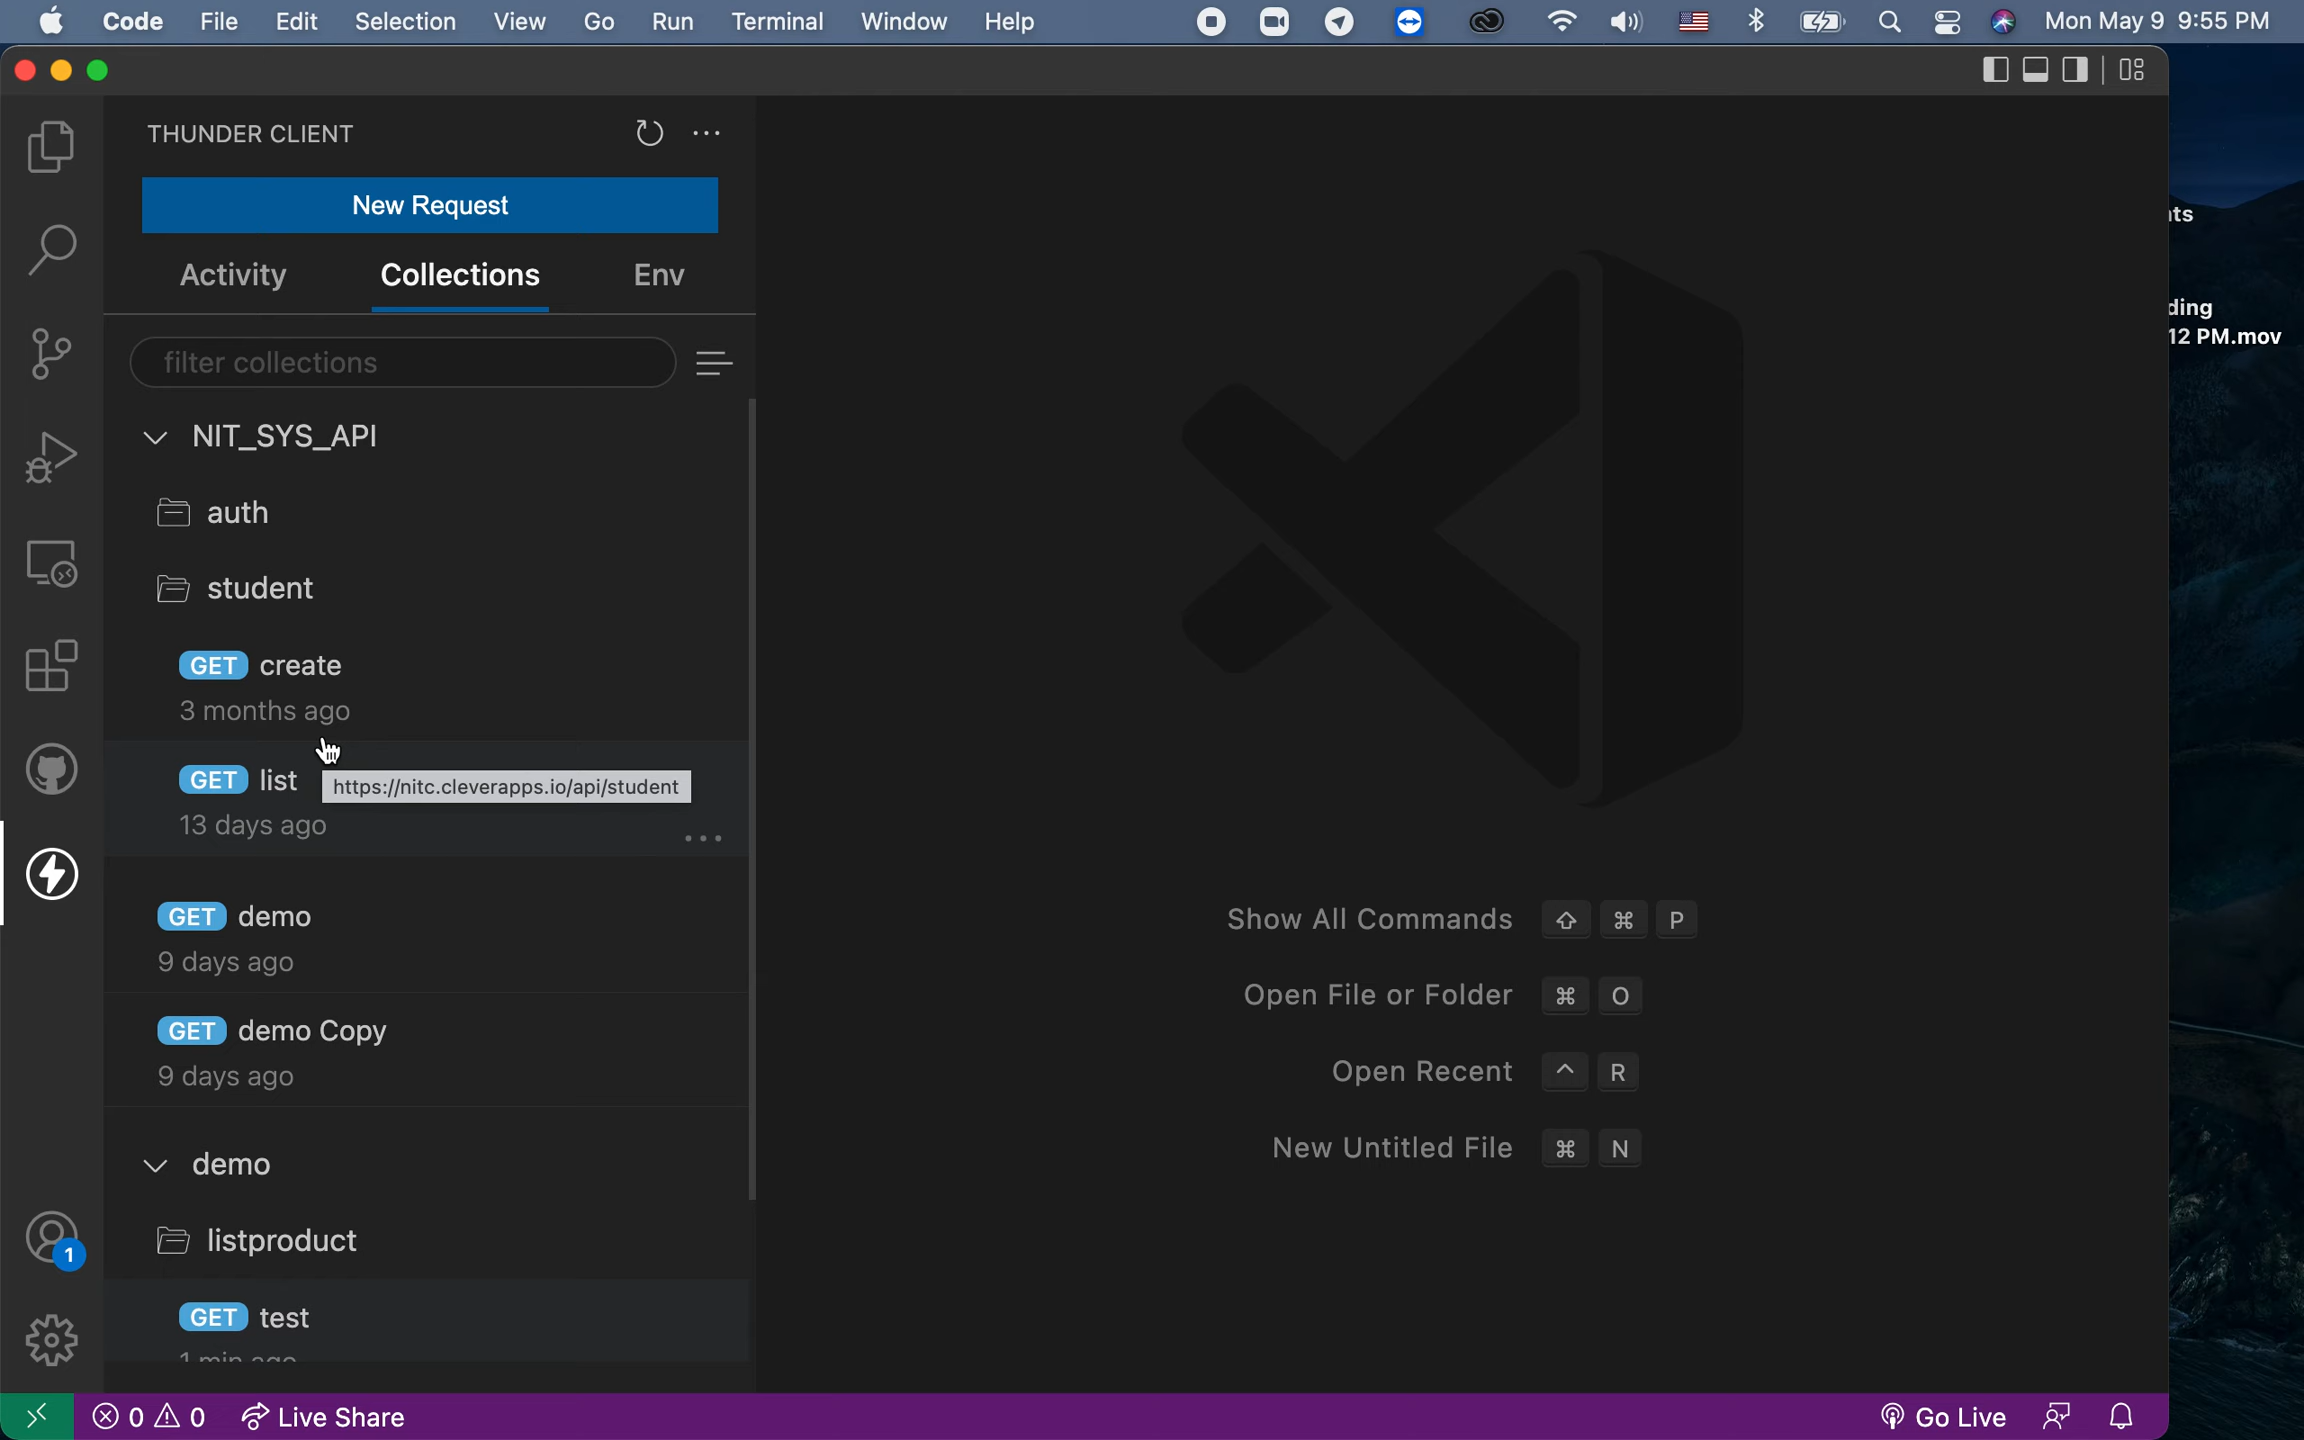 Code File Edit Selection View Go Run Terminal Window Help Mon May 9 9:55 PM
THUNDER CLIENT
New Request
Activity Collections Env
filter collections
NIT_SYS_API
auth
student
GET create
3 months ago
GET list
https://nitc.cleverapps.io/api/student
13 days ago
GET demo
9 days ago
GET demo Copy
9 days ago
demo
listproduct
GET test
1 min ago
Show All Commands ⇧ ⌘ P
Open File or Folder ⌘ O
Open Recent ^ R
New Untitled File ⌘ N
ts
ding
12 PM.mov
1
0 0 Live Share Go Live